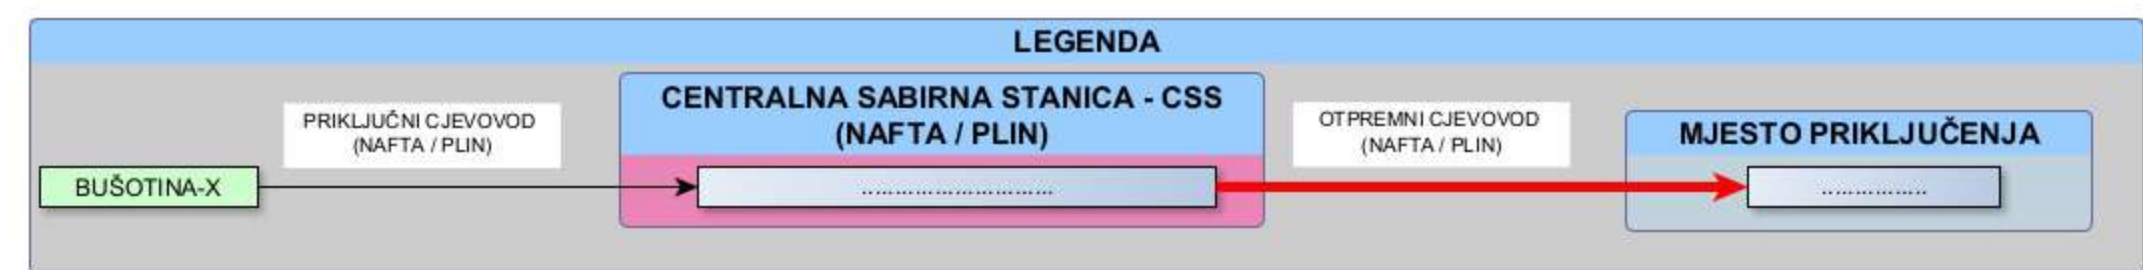 LEGENDA
PRIKLJUČNI CJEVOVOD
(NAFTA / PLIN)
CENTRALNA SABIRNA STANICA - CSS
(NAFTA / PLIN)
OTPREMNI CJEVOVOD
(NAFTA / PLIN)
MJESTO PRIKLJUČENJA
BUŠOTINA-X
............................
................